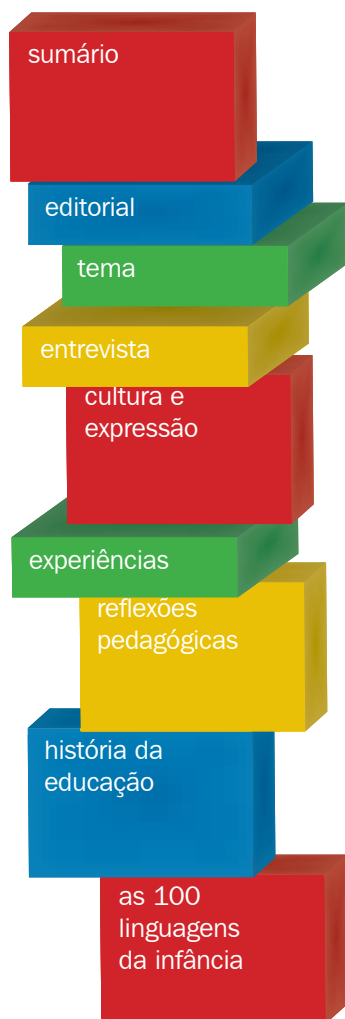 sumário
editorial
tema
entrevista
cultura e
expressão
experiências
reflexões
pedagógicas
história da
educação
as 100
linguagens
da infância